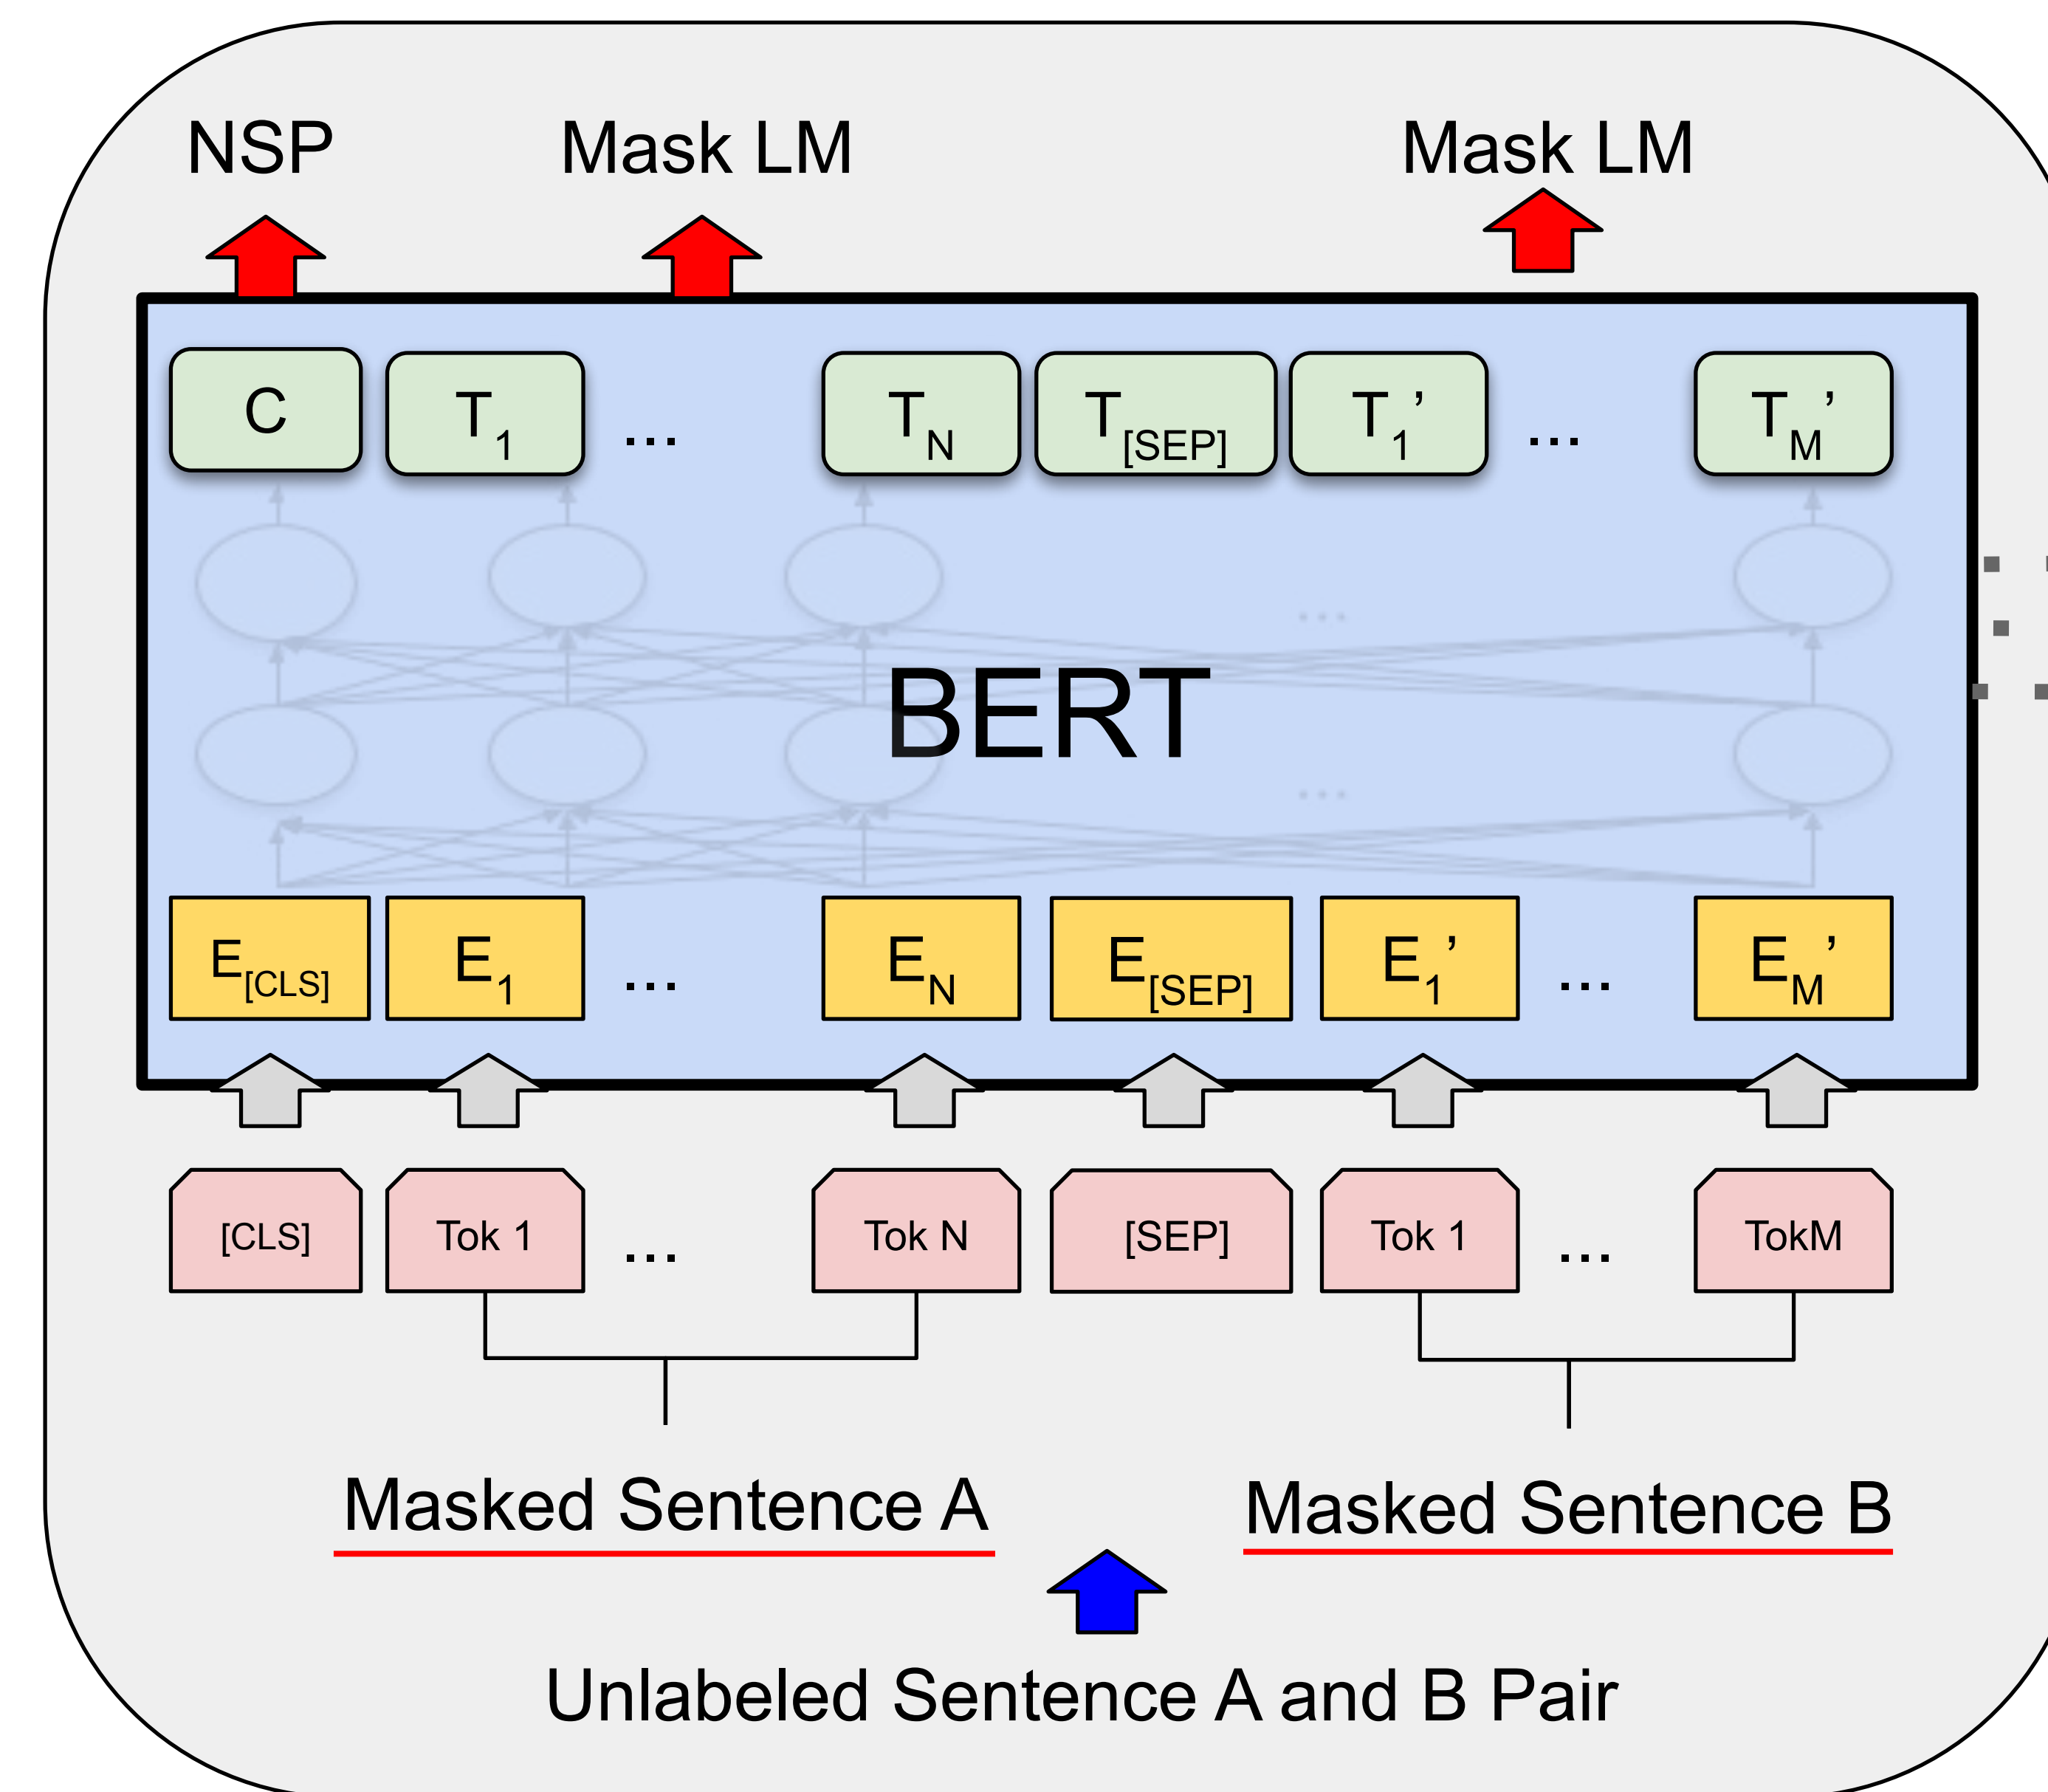 NSP Mask LM Mask LM
C T1 ... TN T[SEP] T1’ ... TM’
...
BERT
...
E[CLS] E1 ... EN E[SEP] E1’ ... EM’
[CLS] Tok 1 ... Tok N [SEP] Tok 1 ... TokM
Masked Sentence A Masked Sentence B
Unlabeled Sentence A and B Pair